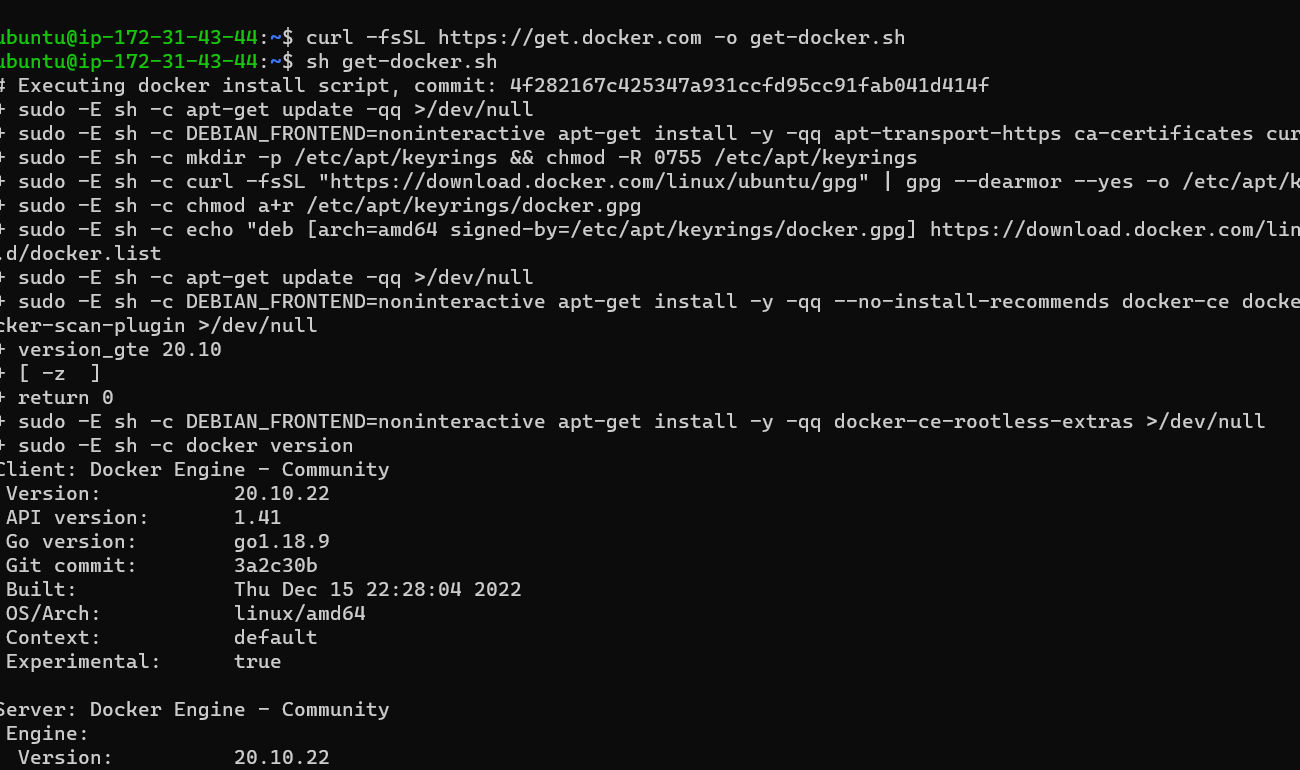 ubuntu@ip-172-31-43-44:~$ curl -fsSL https://get.docker.com -o get-docker.sh
ubuntu@ip-172-31-43-44:~$ sh get-docker.sh
# Executing docker install script, commit: 4f282167c425347a931ccfd95cc91fab041d414f
+ sudo -E sh -c apt-get update -qq >/dev/null
+ sudo -E sh -c DEBIAN_FRONTEND=noninteractive apt-get install -y -qq apt-transport-https ca-certificates cur
+ sudo -E sh -c mkdir -p /etc/apt/keyrings && chmod -R 0755 /etc/apt/keyrings
+ sudo -E sh -c curl -fsSL "https://download.docker.com/linux/ubuntu/gpg" | gpg --dearmor --yes -o /etc/apt/k
+ sudo -E sh -c chmod a+r /etc/apt/keyrings/docker.gpg
+ sudo -E sh -c echo "deb [arch=amd64 signed-by=/etc/apt/keyrings/docker.gpg] https://download.docker.com/lin
.d/docker.list
+ sudo -E sh -c apt-get update -qq >/dev/null
+ sudo -E sh -c DEBIAN_FRONTEND=noninteractive apt-get install -y -qq --no-install-recommends docker-ce docke
cker-scan-plugin >/dev/null
+ version_gte 20.10
+ [ -z  ]
+ return 0
+ sudo -E sh -c DEBIAN_FRONTEND=noninteractive apt-get install -y -qq docker-ce-rootless-extras >/dev/null
+ sudo -E sh -c docker version
Client: Docker Engine - Community
 Version:           20.10.22
 API version:       1.41
 Go version:        go1.18.9
 Git commit:        3a2c30b
 Built:             Thu Dec 15 22:28:04 2022
 OS/Arch:           linux/amd64
 Context:           default
 Experimental:      true
Server: Docker Engine - Community
 Engine:
  Version:          20.10.22